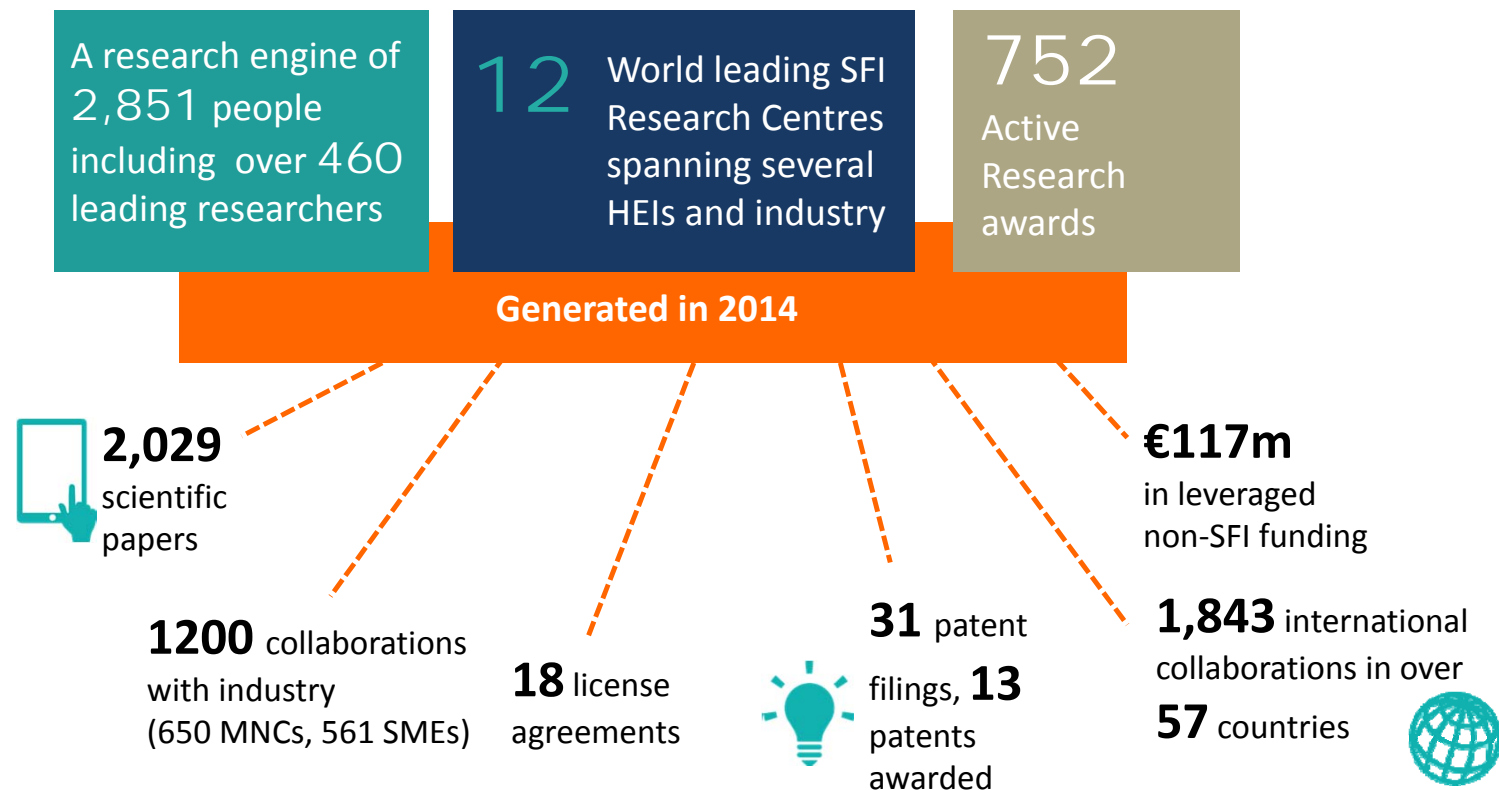 A research engine of
2,851 people
including over 460
leading researchers
12
World leading SFI
Research Centres
spanning several
HEIs and industry
752
Active
Research
awards
Generated in 2014
2,029
scientific
papers
1200 collaborations
with industry
(650 MNCs, 561 SMEs)
18 license
agreements
31 patent
filings, 13
patents
awarded
€117m
in leveraged
non-SFI funding
1,843 international
collaborations in over
57 countries